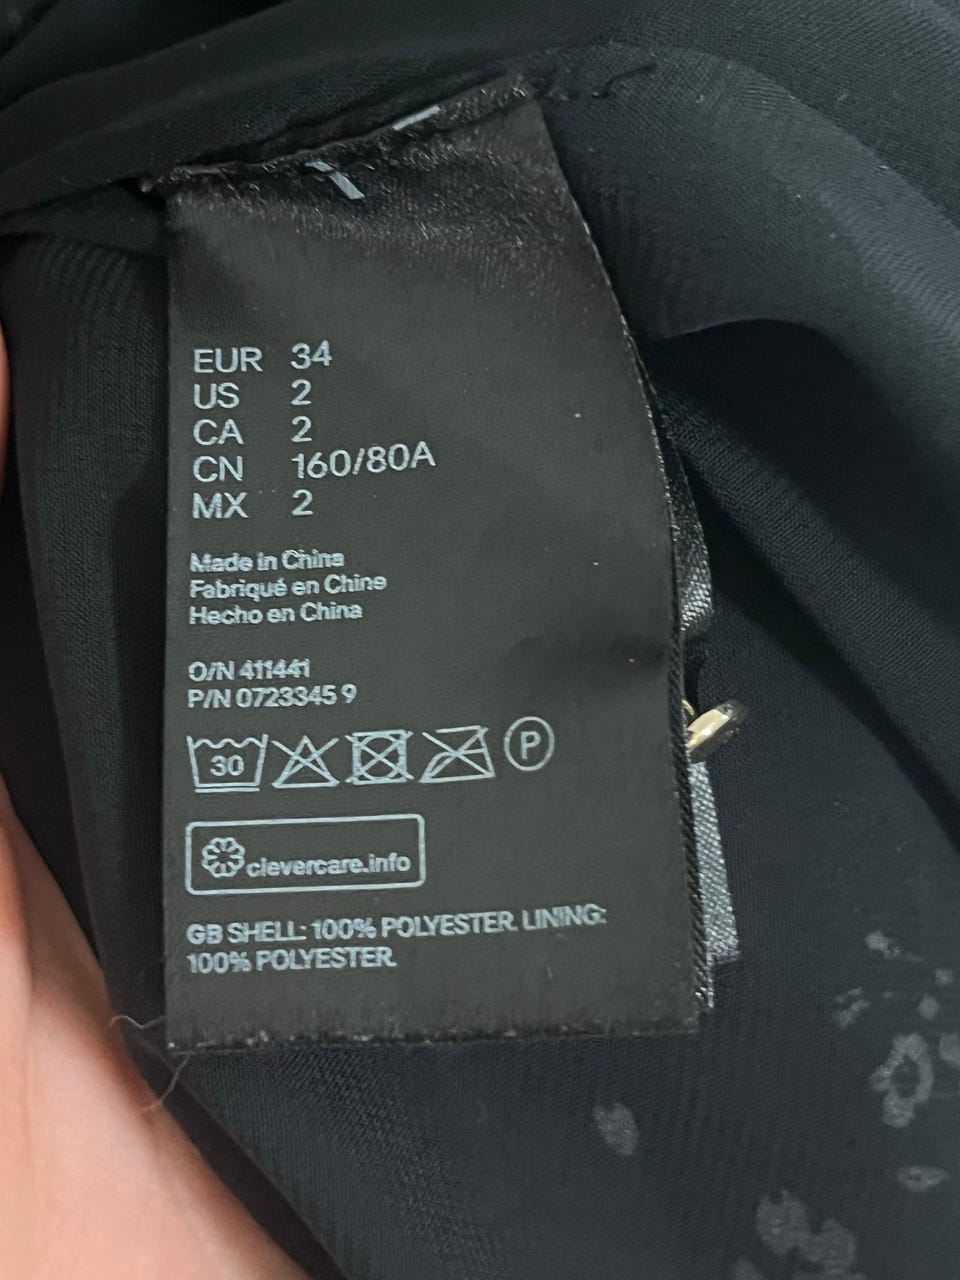 EUR 34
US 2
CA 2
CN 160/80A
MX 2
Made in China
Fabriqué en Chine
Hecho en China
O/N 411441
P/N 0723345 9
30
P
clevercare.info
GB SHELL: 100% POLYESTER. LINING:
100% POLYESTER.